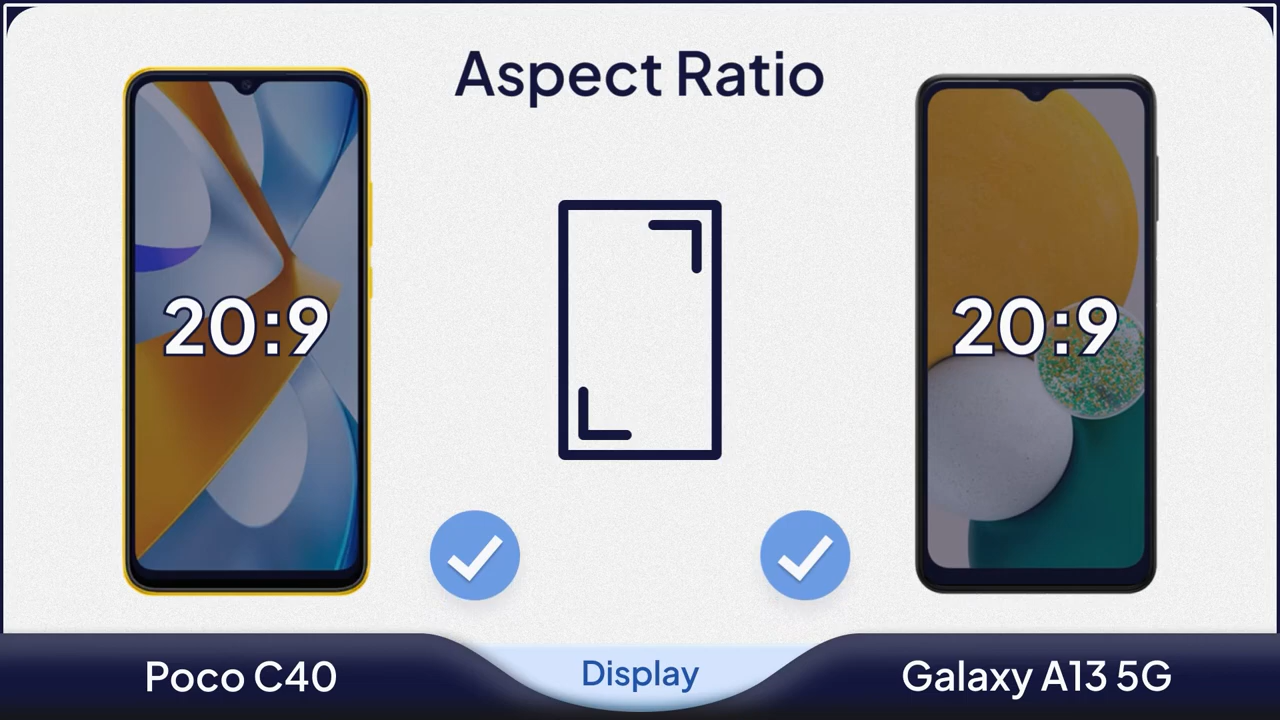 Aspect Ratio
20:9
20:9
Poco C40
Display
Galaxy A13 5G